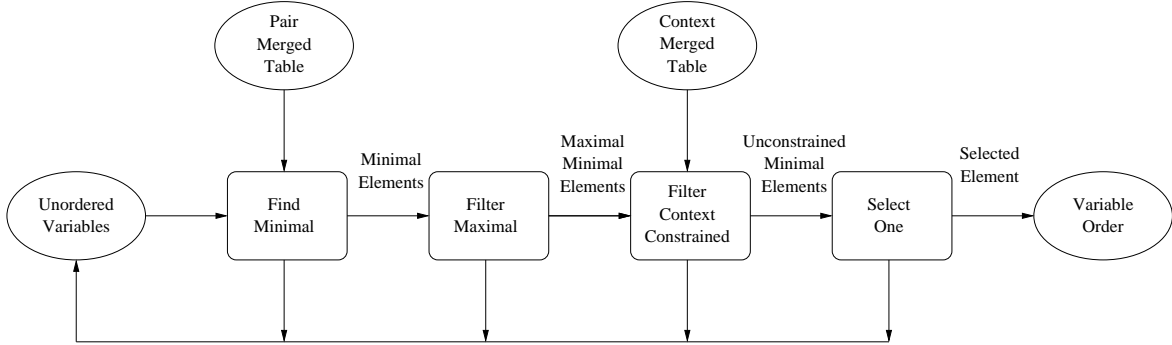 Pair
Merged
Table
Context
Merged
Table
Minimal
Elements
Maximal
Minimal
Elements
Unconstrained
Minimal
Elements
Selected
Element
Unordered
Variables
Find
Minimal
Filter
Maximal
Filter
Context
Constrained
Select
One
Variable
Order